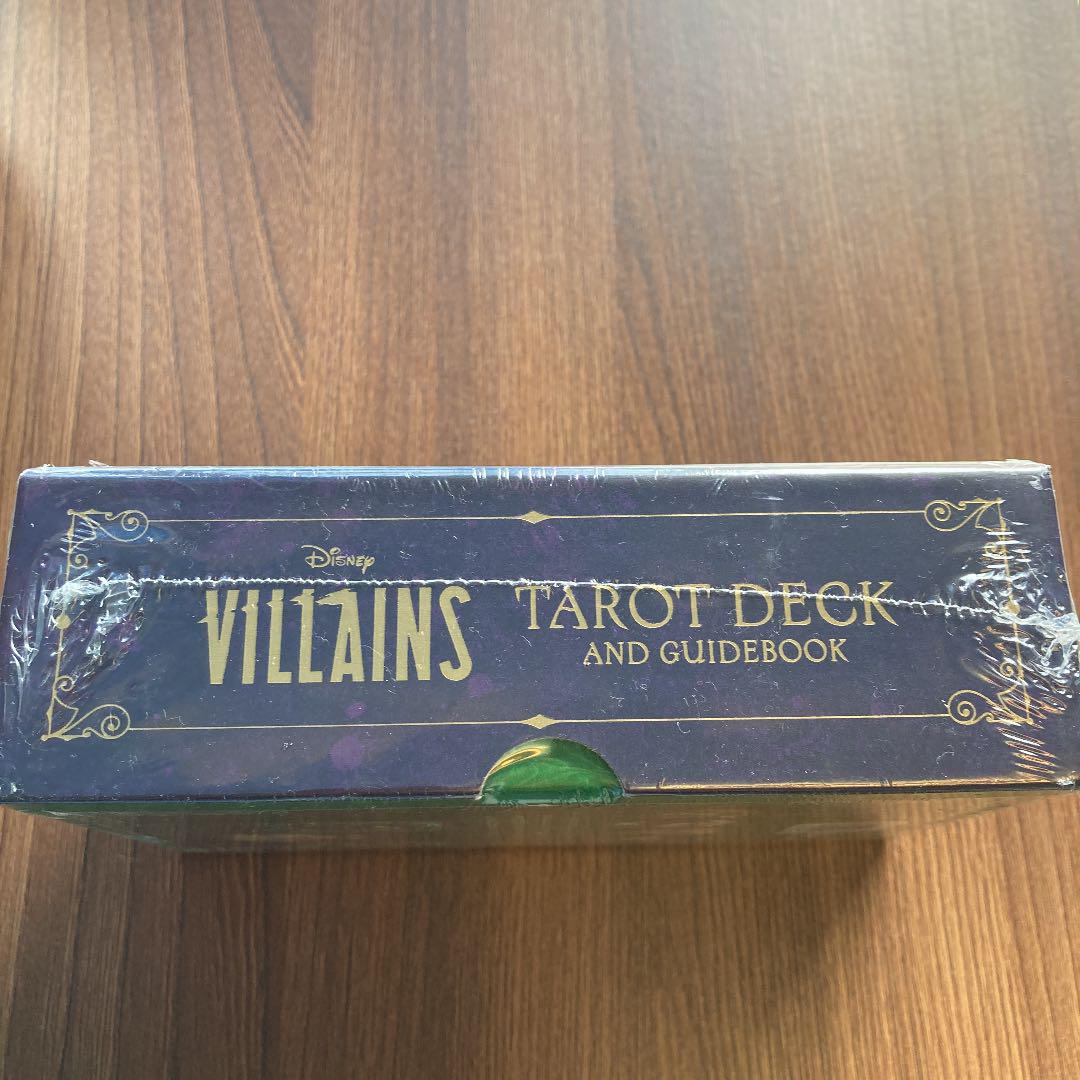 Disney
VILLAINS
TAROT DECK
AND GUIDEBOOK